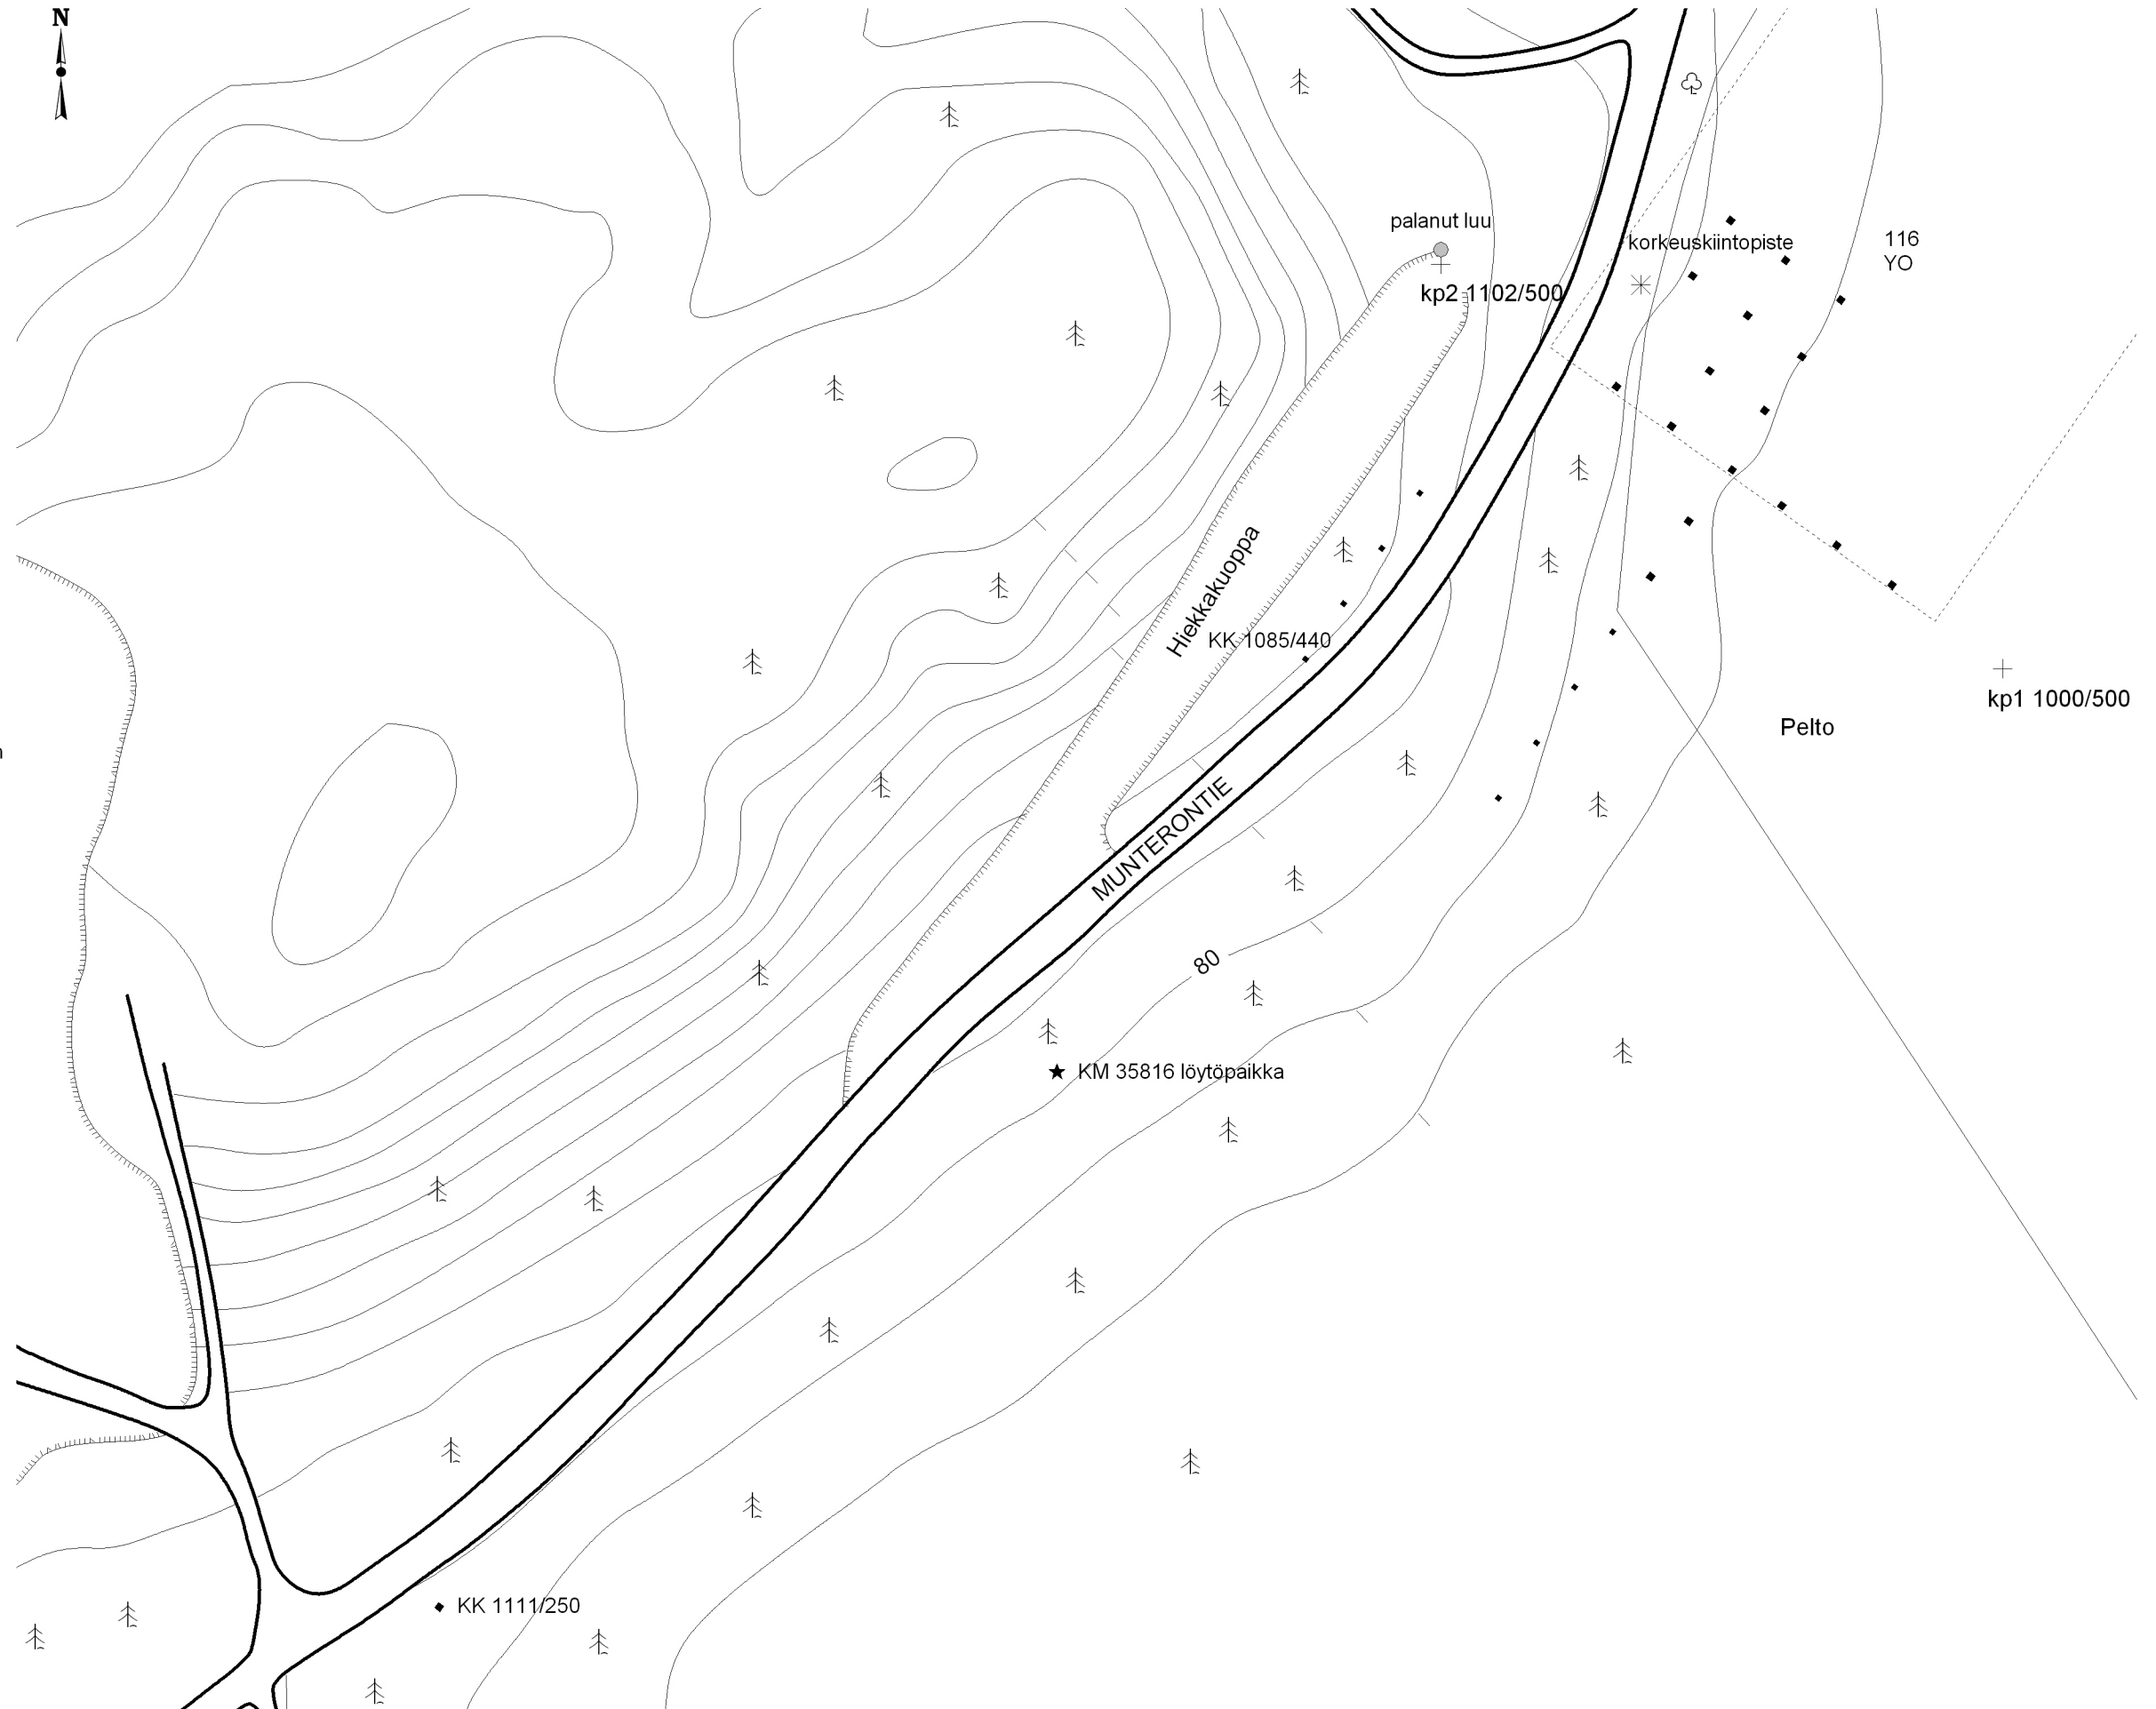 N
palanut luu
korkeuskiintopiste
116
YO
kp2 1102/500
Hiekkakuoppa
KK 1085/440
kp1 1000/500
Pelto
MUNTERONTIE
80
KM 35816 löytöpaikka
KK 1111/250